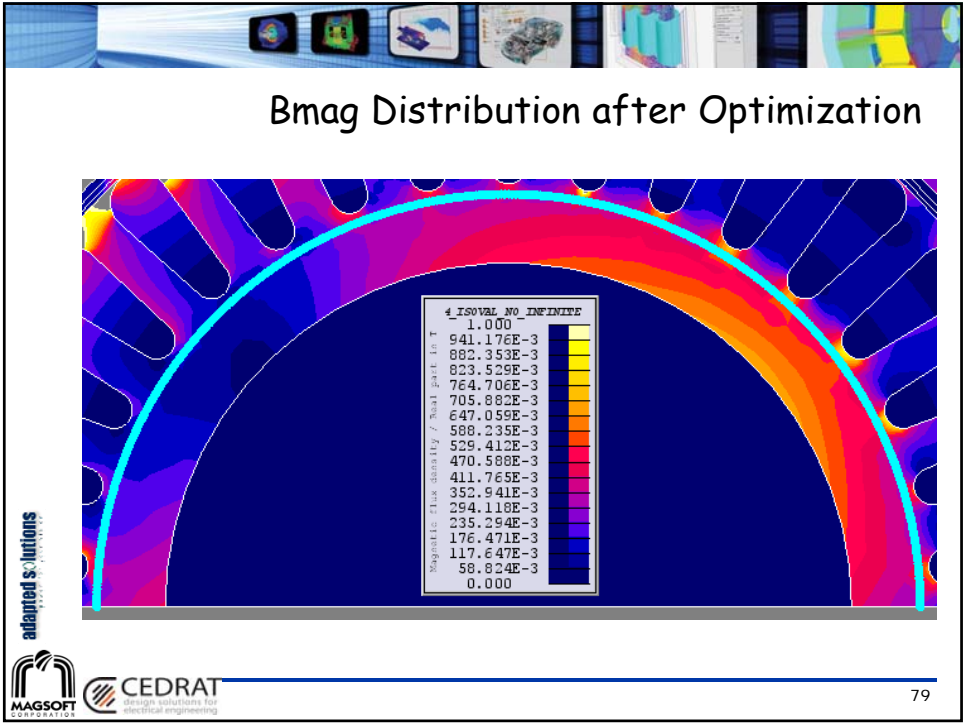 Bmag Distribution after Optimization
4_ISOVAL_NO_INFINITE
1.000
941.176E-3
882.353E-3
823.529E-3
764.706E-3
705.882E-3
647.059E-3
588.235E-3
529.412E-3
470.588E-3
411.765E-3
352.941E-3
294.118E-3
235.294E-3
176.471E-3
117.647E-3
58.824E-3
0.000
Magnetic flux density / Real part in T
adapted solutions
MAGSOFT
CORPORATION
CEDRAT
design solutions for
electrical engineering
79